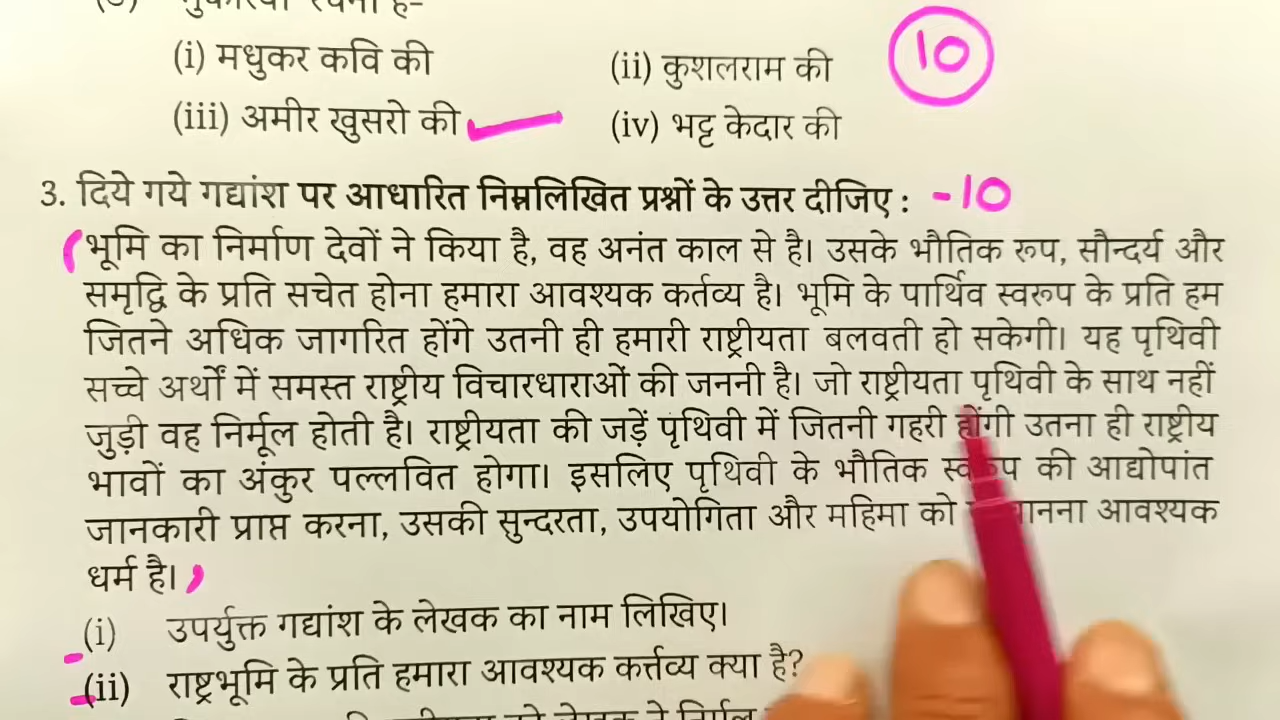 मुकरियाँ रचना है-
10
(i) मधुकर कवि की (ii) कुशलराम की
(iii) अमीर खुसरो की (iv) भट्ट केदार की
3. दिये गये गद्यांश पर आधारित निम्नलिखित प्रश्नों के उत्तर दीजिए : -10
भूमि का निर्माण देवों ने किया है, वह अनंत काल से है। उसके भौतिक रूप, सौन्दर्य और
समृद्धि के प्रति सचेत होना हमारा आवश्यक कर्तव्य है। भूमि के पार्थिव स्वरूप के प्रति हम
जितने अधिक जागरित होंगे उतनी ही हमारी राष्ट्रीयता बलवती हो सकेगी। यह पृथिवी
सच्चे अर्थों में समस्त राष्ट्रीय विचारधाराओं की जननी है। जो राष्ट्रीयता पृथिवी के साथ नहीं
जुड़ी वह निर्मूल होती है। राष्ट्रीयता की जड़ें पृथिवी में जितनी गहरी होंगी उतना ही राष्ट्रीय
भावों का अंकुर पल्लवित होगा। इसलिए पृथिवी के भौतिक स्वरूप की आद्योपांत
जानकारी प्राप्त करना, उसकी सुन्दरता, उपयोगिता और महिमा को आवश्यक
धर्म है।
(i) उपर्युक्त गद्यांश के लेखक का नाम लिखिए।
(ii) राष्ट्रभूमि के प्रति हमारा आवश्यक कर्त्तव्य क्या है?